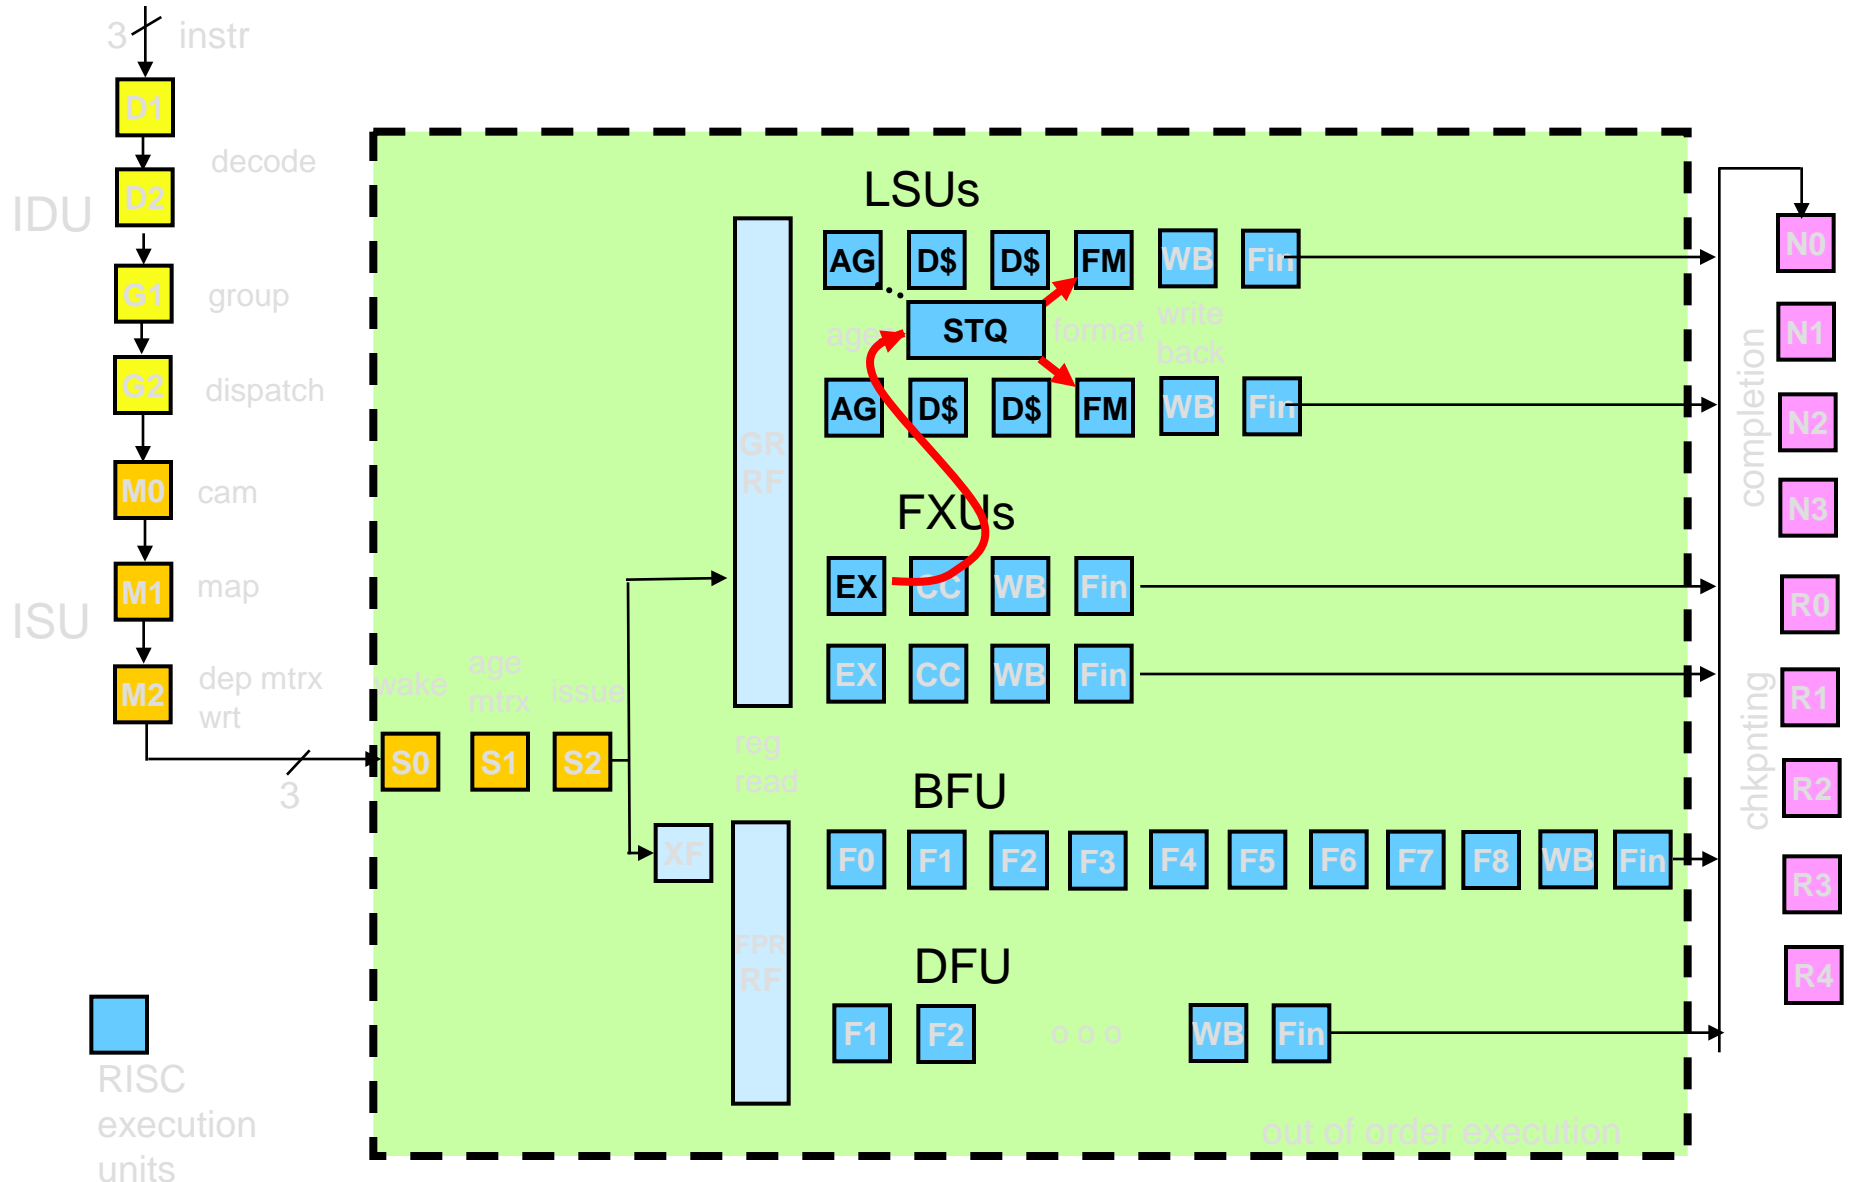 3 instr
D1
decode
D2
IDU
G1 group
G2 dispatch
M0 cam
M1 map
ISU
M2 dep mtrx
wrt
3
wake
age
mtrx
issue
S0 S1 S2
XF
GR
RF
reg
read
FPR
RF
LSUs
AG D$ D$ FM WB Fin
STQ
format
write
back
AG D$ D$ FM WB Fin
FXUs
EX CC WB Fin
EX CC WB Fin
BFU
F0 F1 F2 F3 F4 F5 F6 F7 F8 WB Fin
DFU
F1 F2 o o o WB Fin
out of order execution
completion
chkpnting
N0
N1
N2
N3
R0
R1
R2
R3
R4
RISC
execution
units